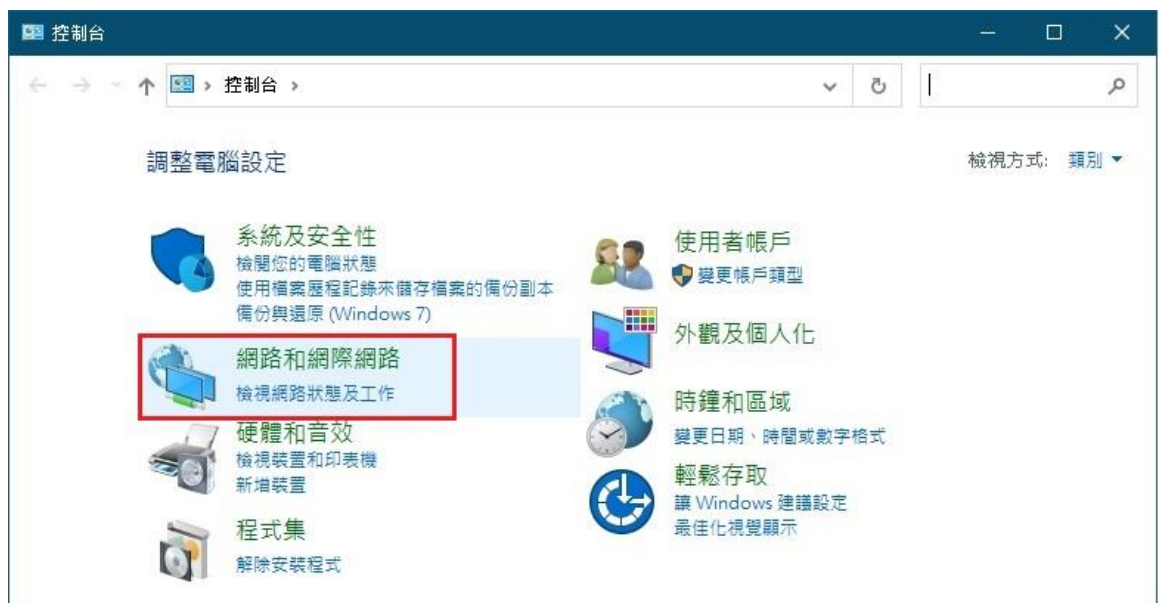 控制台
控制台
調整電腦設定
檢視方式: 類別
系統及安全性
檢閱您的電腦狀態
使用檔案歷程記錄來儲存檔案的備份副本
備份與還原 (Windows 7)
網路和網際網路
檢視網路狀態及工作
硬體和音效
檢視裝置和印表機
新增裝置
程式集
解除安裝程式
使用者帳戶
變更帳戶類型
外觀及個人化
時鐘和區域
變更日期、時間或數字格式
輕鬆存取
讓 Windows 建議設定
最佳化視覺顯示